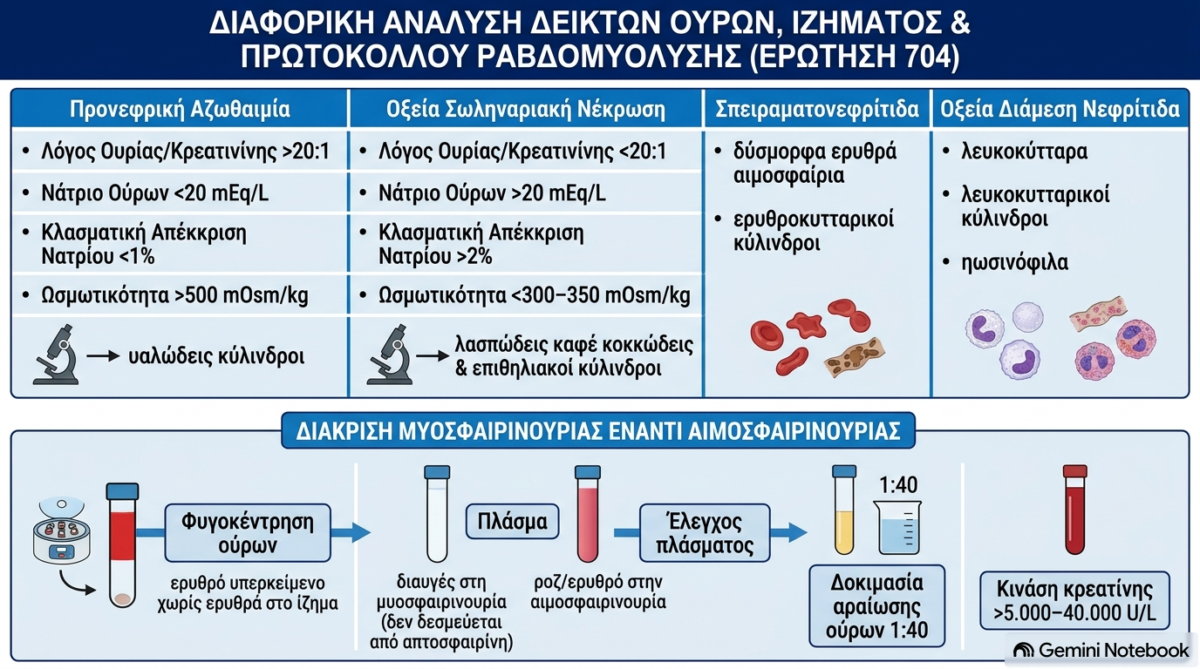 ΔΙΑΦΟΡΙΚΗ ΑΝΑΛΥΣΗ ΔΕΙΚΤΩΝ ΟΥΡΩΝ, ΙΖΗΜΑΤΟΣ &
ΠΡΩΤΟΚΟΛΛΟΥ ΡΑΒΔΟΜΥΟΛΥΣΗΣ (ΕΡΩΤΗΣΗ 704)
Προνεφρική Αζωθαιμία
• Λόγος Ουρίας/Κρεατινίνης >20:1
• Νάτριο Ούρων <20 mEq/L
• Κλασματική Απέκκριση
Νατρίου <1%
• Ωσμωτικότητα >500 mOsm/kg
υαλώδεις κύλινδροι
Οξεία Σωληναριακή Νέκρωση
• Λόγος Ουρίας/Κρεατινίνης <20:1
• Νάτριο Ούρων >20 mEq/L
• Κλασματική Απέκκριση
Νατρίου >2%
• Ωσμωτικότητα <300–350 mOsm/kg
λασπώδεις καφέ κοκκώδεις
& επιθηλιακοί κύλινδροι
Σπειραματονεφρίτιδα
• δύσμορφα ερυθρά
αιμοσφαίρια
• ερυθροκυτταρικοί
κύλινδροι
Οξεία Διάμεση Νεφρίτιδα
• λευκοκύτταρα
• λευκοκυτταρικοί
κύλινδροι
• ηωσινόφιλα
ΔΙΑΚΡΙΣΗ ΜΥΟΣΦΑΙΡΙΝΟΥΡΙΑΣ ΕΝΑΝΤΙ ΑΙΜΟΣΦΑΙΡΙΝΟΥΡΙΑΣ
Φυγοκέντρηση
ούρων
ερυθρό υπερκείμενο
χωρίς ερυθρά στο ίζημα
Πλάσμα
διαυγές στη
μυοσφαιρινουρία
(δεν δεσμεύεται
από απτοσφαιρίνη)
ροζ/ερυθρό στην
αιμοσφαιρινουρία
Έλεγχος
πλάσματος
1:40
Δοκιμασία
αραίωσης
ούρων 1:40
Κινάση κρεατίνης
>5.000–40.000 U/L
Gemini Notebook